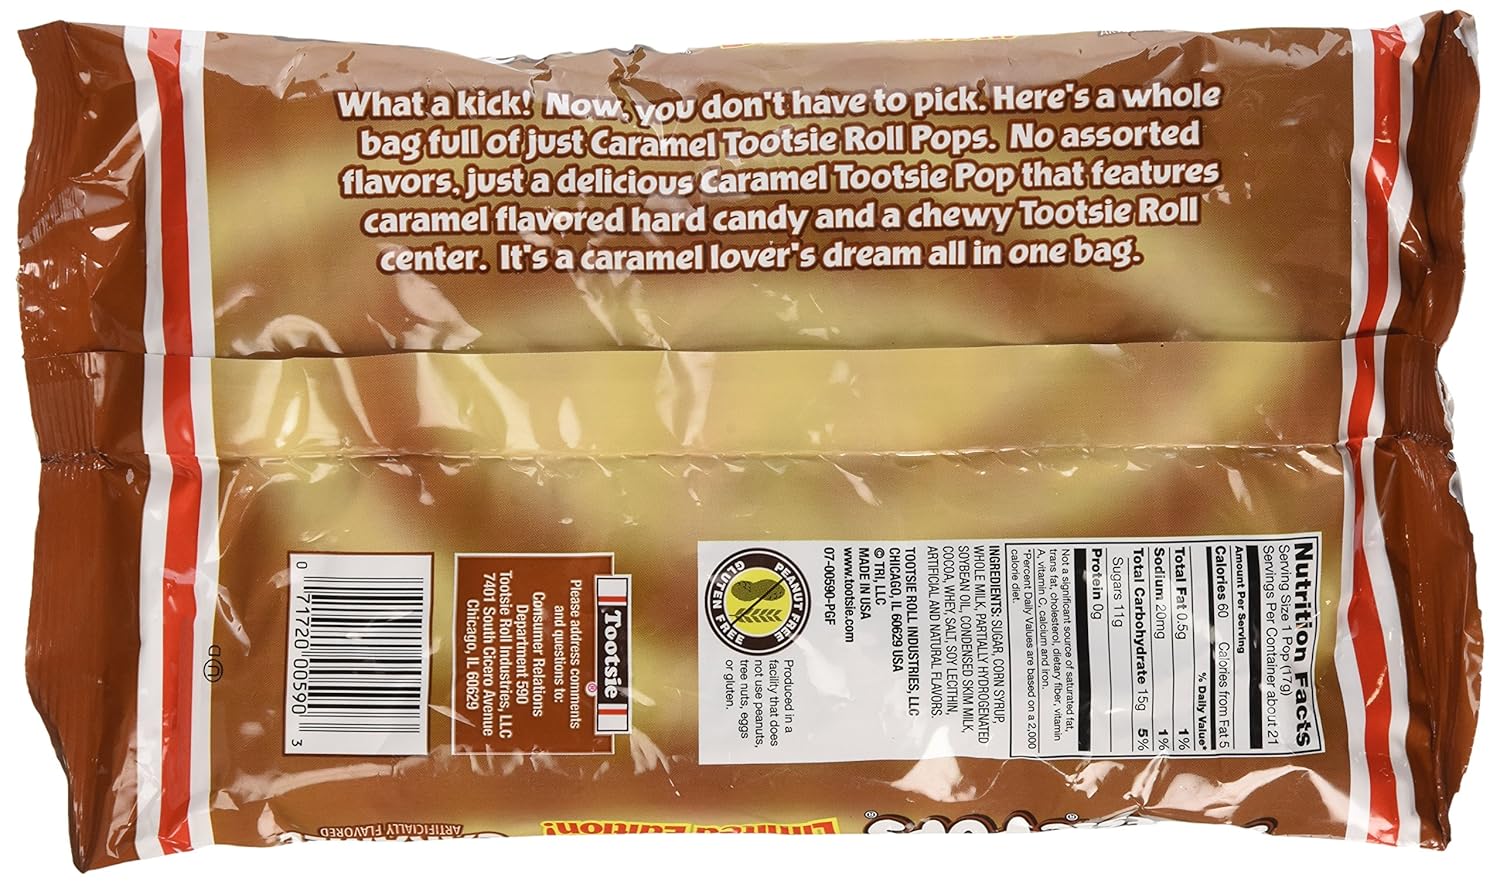 What a kick! Now, you don't have to pick. Here's a whole
bag full of just Caramel Tootsie Roll Pops. No assorted
flavors, just a delicious Caramel Tootsie Pop that features
caramel flavored hard candy and a chewy Tootsie Roll
center. It's a caramel lover's dream all in one bag.
Nutrition Facts
Serving Size 1 Pop (17g)
Servings Per Container about 21
Amount Per Serving
Calories 60 Calories from Fat 5
% Daily Value*
Total Fat 0.5g 1%
Sodium 20mg 1%
Total Carbohydrate 15g 5%
Sugars 11g
Protein 0g
Not a significant source of saturated fat,
trans fat, cholesterol, dietary fiber, vitamin
A, vitamin C, calcium and iron.
*Percent Daily Values are based on a 2,000
calorie diet.
INGREDIENTS: SUGAR, CORN SYRUP,
WHOLE MILK, PARTIALLY HYDROGENATED
SOYBEAN OIL, CONDENSED SKIM MILK,
COCOA, WHEY, SALT, SOY LECITHIN,
ARTIFICIAL AND NATURAL FLAVORS.
TOOTSIE ROLL INDUSTRIES, LLC
CHICAGO, IL 60629 USA
© TRI, LLC
MADE IN USA
www.tootsie.com
07-00590-PGF
PEANUT FREE
GLUTEN FREE
Produced in a
facility that does
not use peanuts,
tree nuts, eggs
or gluten.
Tootsie®
Please address comments
and questions to:
Consumer Relations
Department 590
Tootsie Roll Industries, LLC
7401 South Cicero Avenue
Chicago, IL 60629
0 71720 00590 3
U D
Limited Edition!
ARTIFICIALLY FLAVORED